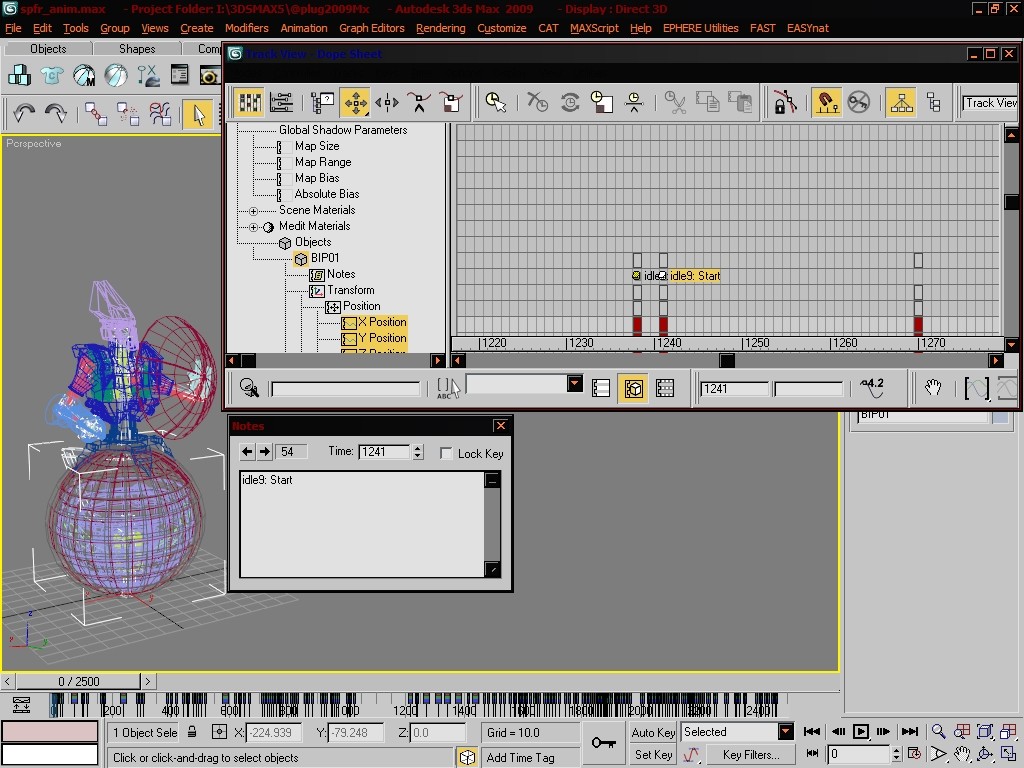 spfr_anim.max - Project Folder: I:\3DSMAX5\@plug2009Mx - Autodesk 3ds Max 2009 - Display : Direct 3D
File Edit Tools Group Views Create Modifiers Animation Graph Editors Rendering Customize CAT MAXScript Help EPHERE Utilities FAST EASYnat
Objects Shapes
Track View - Dope Sheet
Track View
Perspective
Global Shadow Parameters
Map Size
Map Range
Map Bias
Absolute Bias
Scene Materials
Medit Materials
Objects
BIP01
Notes
Transform
Position
X Position
Y Position
idle9: Start
1220 1230 1240 1250 1260 1270
ABC
1241
4.2
BIP01
Notes
54 Time: 1241 Lock Key
idle9: Start
z
x
y
0 / 2500
0 200 400 600 800 1000 1200 1400 1600 1800 2000 2200 2400
1 Object Sele X: -224.939 Y: -79.248 Z: 0.0 Grid = 10.0 Auto Key Selected
Click or click-and-drag to select objects Add Time Tag Set Key Key Filters... 0